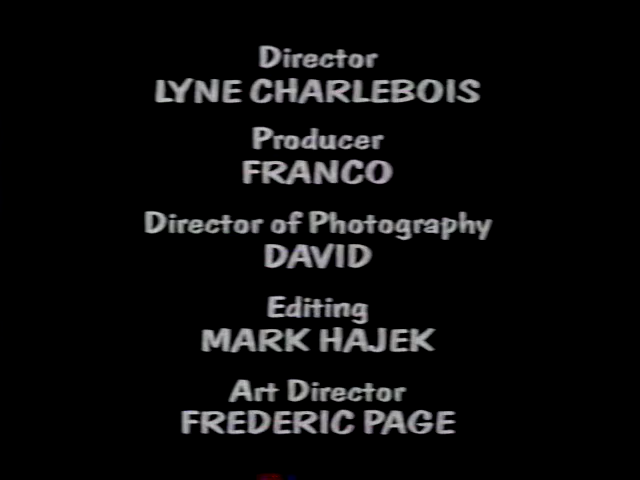 Director
LYNE CHARLEBOIS
Producer
FRANCO
Director of Photography
DAVID
Editing
MARK HAJEK
Art Director
FREDERIC PAGE